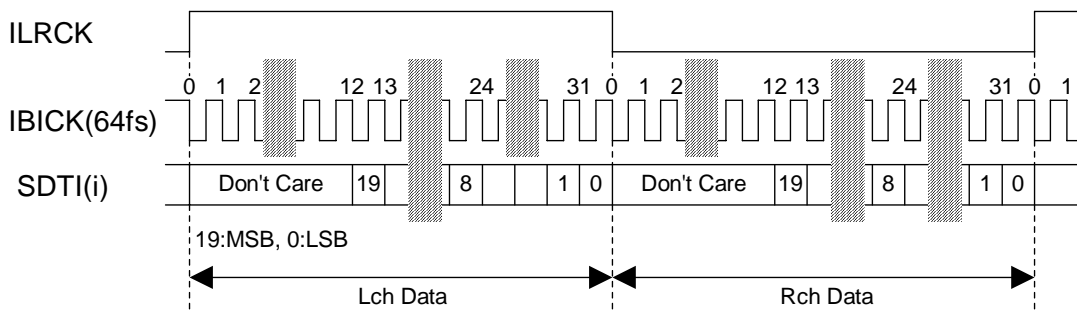 ILRCK
0 1 2 12 13 24 31 0 1 2 12 13 24 31 0 1
IBICK(64fs)
SDTI(i) Don't Care 19 8 1 0 Don't Care 19 8 1 0
19:MSB, 0:LSB
Lch Data Rch Data